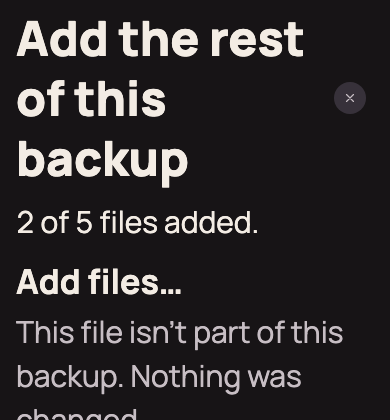 Add the rest
of this
backup
2 of 5 files added.
Add files…
This file isn’t part of this
backup. Nothing was
changed.